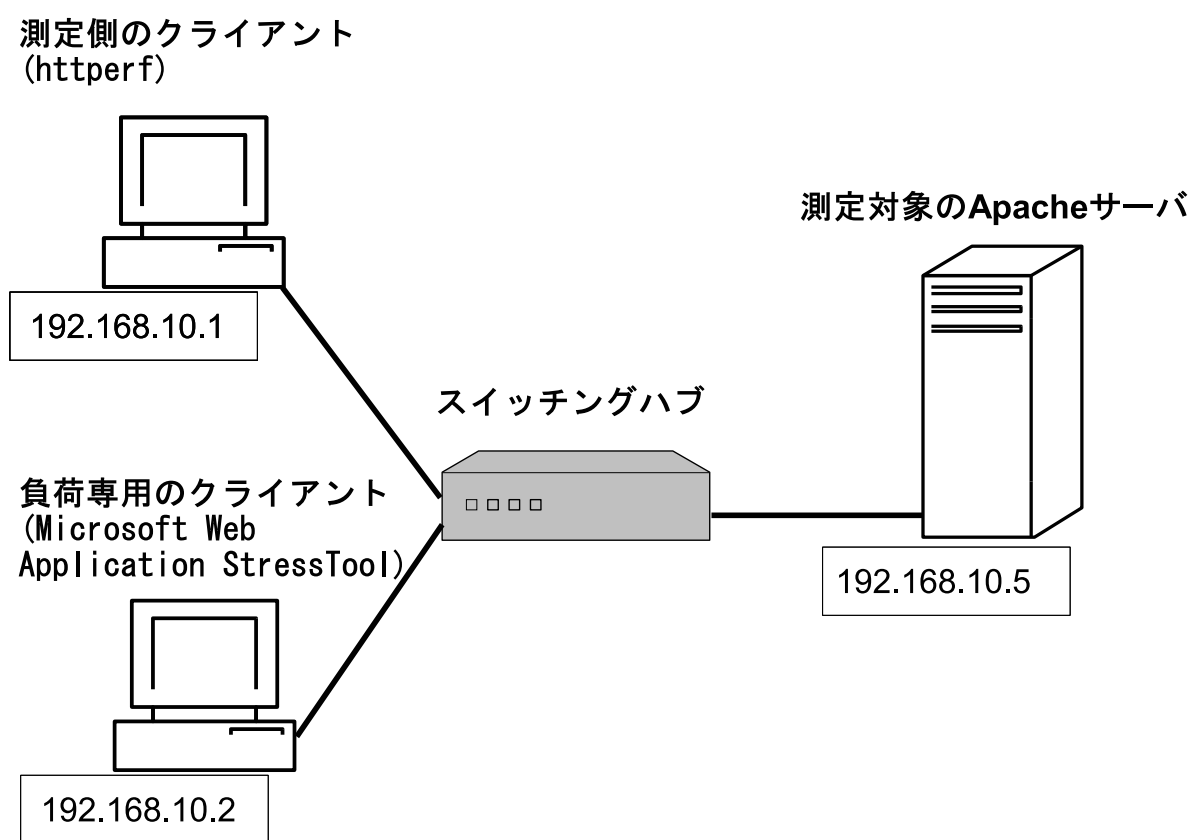 測定側のクライアント
(httperf)
192.168.10.1
測定対象のApacheサーバ
スイッチングハブ
負荷専用のクライアント
(Microsoft Web
Application StressTool)
192.168.10.5
192.168.10.2